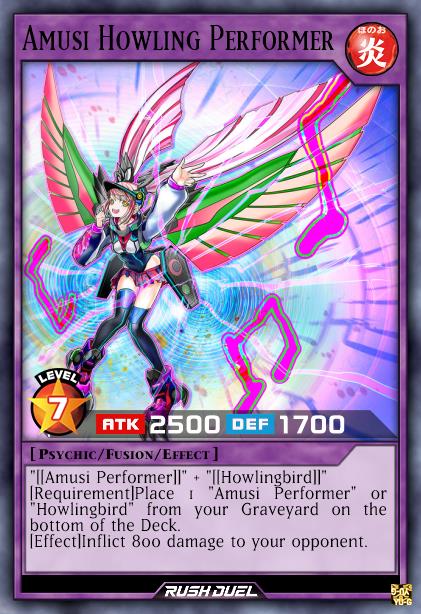 AMUSI HOWLING PERFORMER
ほのお
炎
LEVEL
7
ATK 2500 DEF 1700
[PSYCHIC/FUSION/EFFECT]
"[[Amusi Performer]]" + "[[Howlingbird]]"
[Requirement]Place 1 "Amusi Performer" or
"Howlingbird" from your Graveyard on the
bottom of the Deck.
[Effect]Inflict 800 damage to your opponent.
RUSH DUEL